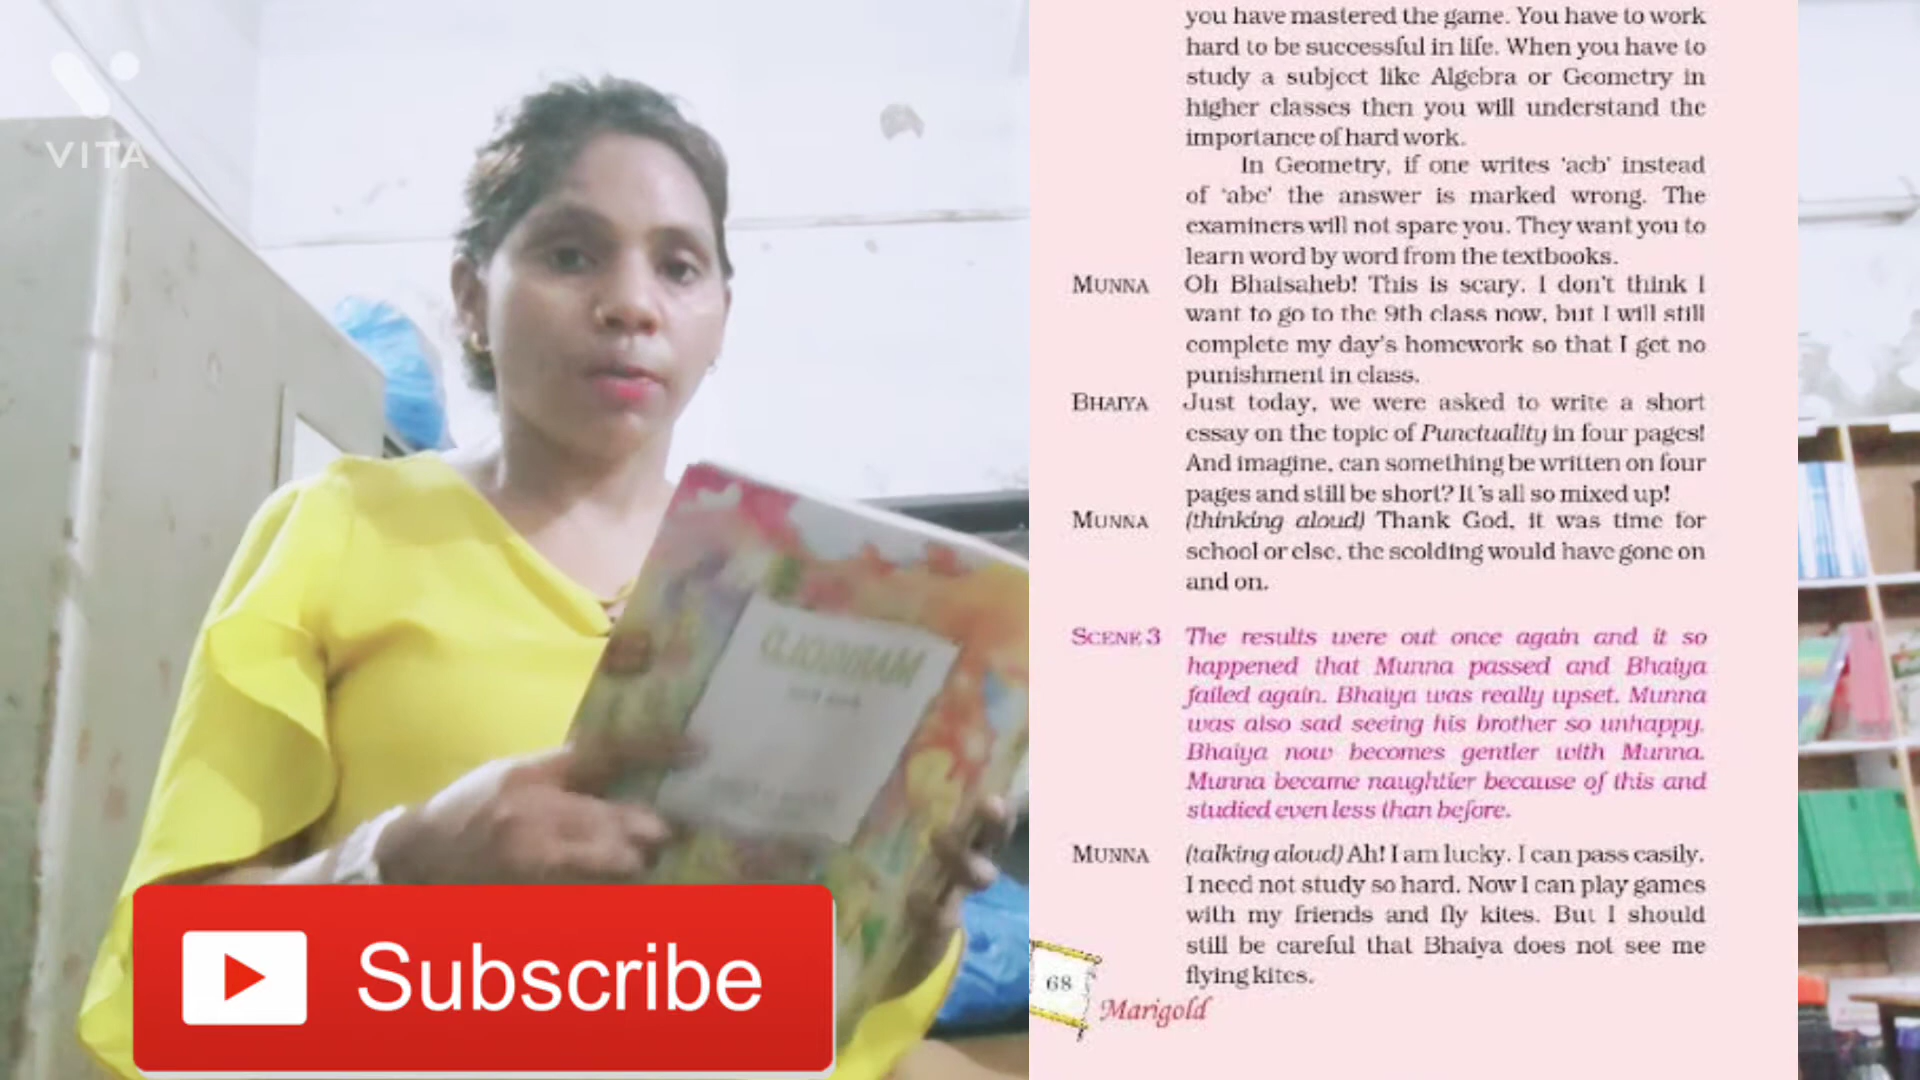 VITA
MARIGOLD
Subscribe
you have mastered the game. You have to work
hard to be successful in life. When you have to
study a subject like Algebra or Geometry in
higher classes then you will understand the
importance of hard work.
In Geometry, if one writes ‘acb’ instead
of ‘abc’ the answer is marked wrong. The
examiners will not spare you. They want you to
learn word by word from the textbooks.
MUNNA Oh Bhaisaheb! This is scary. I don’t think I
want to go to the 9th class now, but I will still
complete my day’s homework so that I get no
punishment in class.
BHAIYA Just today, we were asked to write a short
essay on the topic of Punctuality in four pages!
And imagine, can something be written on four
pages and still be short? It’s all so mixed up!
MUNNA (thinking aloud) Thank God, it was time for
school or else, the scolding would have gone on
and on.
SCENE 3 The results were out once again and it so
happened that Munna passed and Bhaiya
failed again. Bhaiya was really upset. Munna
was also sad seeing his brother so unhappy.
Bhaiya now becomes gentler with Munna.
Munna became naughtier because of this and
studied even less than before.
MUNNA (talking aloud) Ah! I am lucky. I can pass easily.
I need not study so hard. Now I can play games
with my friends and fly kites. But I should
still be careful that Bhaiya does not see me
flying kites.
68
Marigold